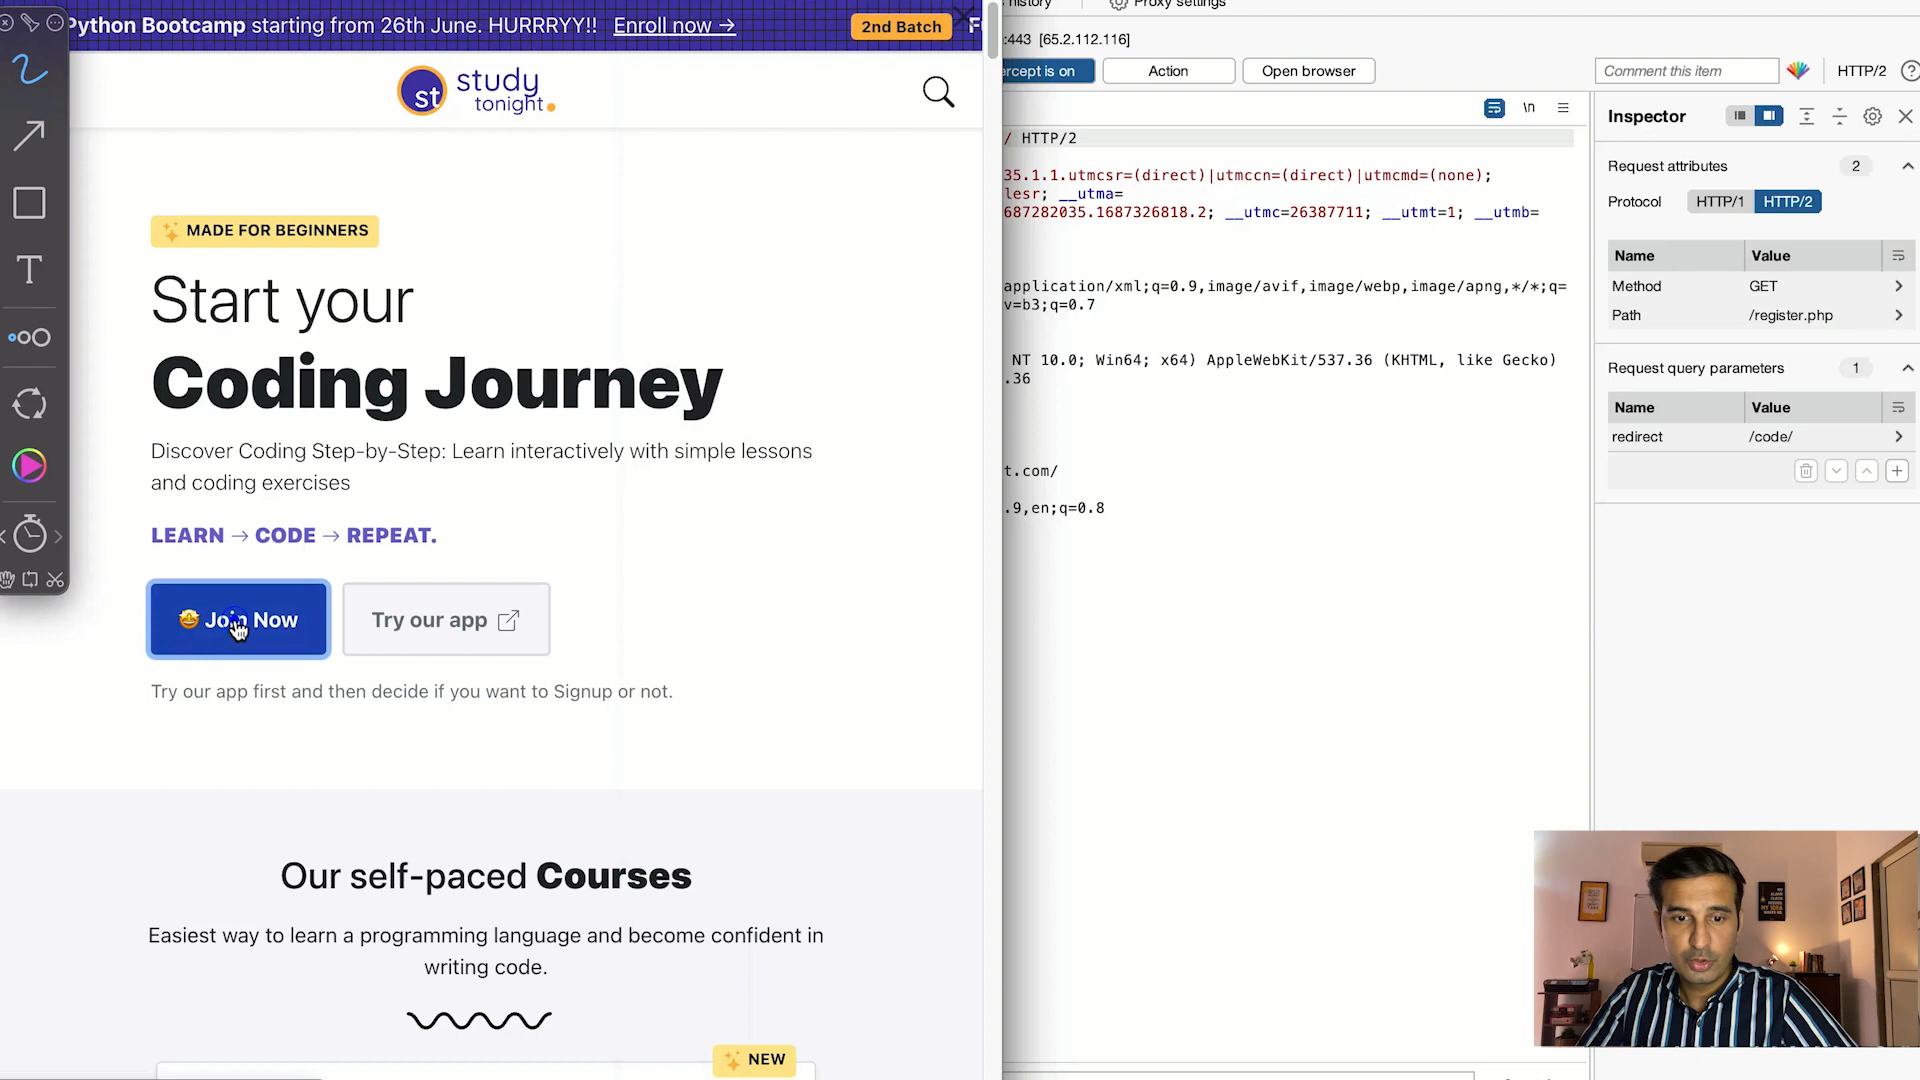 Python Bootcamp starting from 26th June. HURRRYY!! Enroll now →
2nd Batch
st study
tonight.
MADE FOR BEGINNERS
Start your
Coding Journey
Discover Coding Step-by-Step: Learn interactively with simple lessons
and coding exercises
LEARN → CODE → REPEAT.
Join Now
Try our app
Try our app first and then decide if you want to Signup or not.
Our self-paced Courses
Easiest way to learn a programming language and become confident in
writing code.
NEW
T
history
Proxy settings
:443 [65.2.112.116]
ercept is on
Action
Open browser
Comment this item
HTTP/2
?
\n
/ HTTP/2
35.1.1.utmcsr=(direct)|utmccn=(direct)|utmcmd=(none);
lesr; __utma=
687282035.1687326818.2; __utmc=26387711; __utmt=1; __utmb=
application/xml;q=0.9,image/avif,image/webp,image/apng,*/*;q=
v=b3;q=0.7
NT 10.0; Win64; x64) AppleWebKit/537.36 (KHTML, like Gecko)
.36
t.com/
.9,en;q=0.8
Inspector
Request attributes 2
Protocol HTTP/1 HTTP/2
Name Value
Method GET
Path /register.php
Request query parameters 1
Name Value
redirect /code/